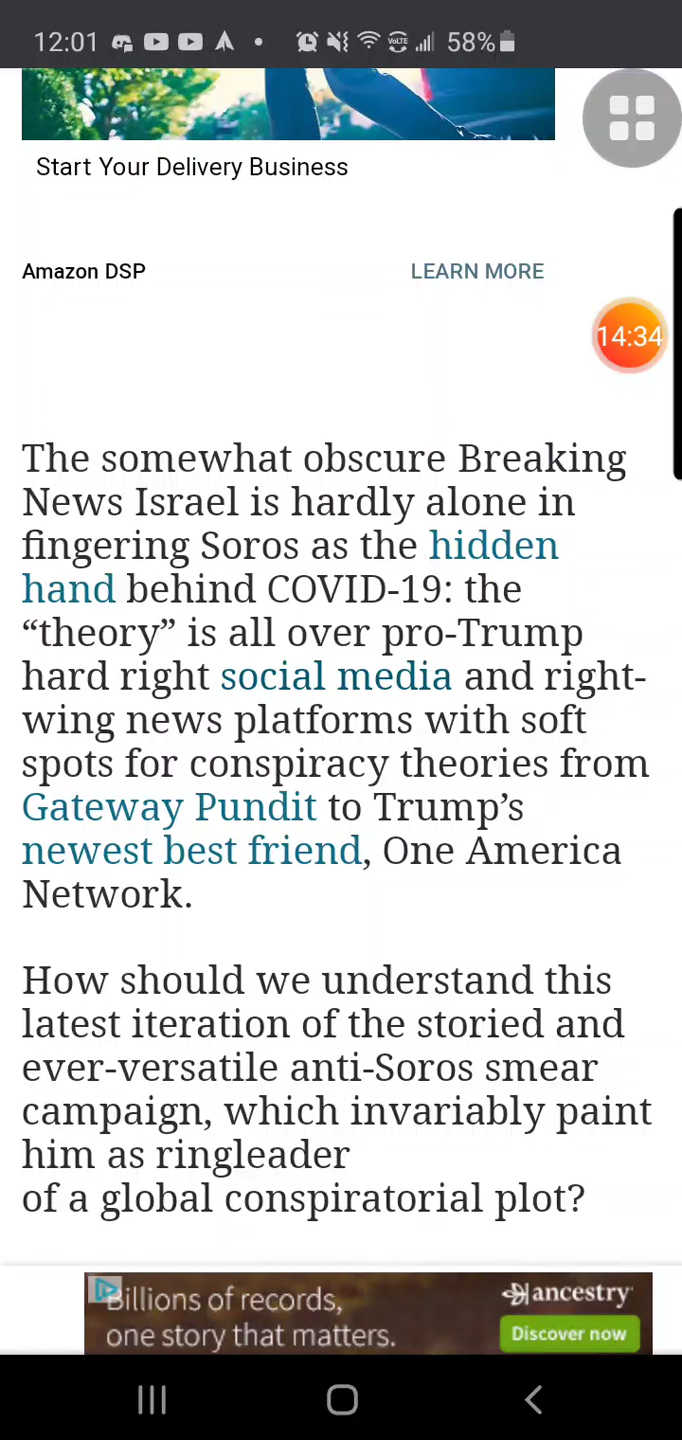 12:01
58%
Start Your Delivery Business
Amazon DSP
LEARN MORE
14:34
The somewhat obscure Breaking
News Israel is hardly alone in
fingering Soros as the hidden
hand behind COVID-19: the
“theory” is all over pro-Trump
hard right social media and right-
wing news platforms with soft
spots for conspiracy theories from
Gateway Pundit to Trump’s
newest best friend, One America
Network.
How should we understand this
latest iteration of the storied and
ever-versatile anti-Soros smear
campaign, which invariably paint
him as ringleader
of a global conspiratorial plot?
Billions of records,
one story that matters.
ancestry
Discover now